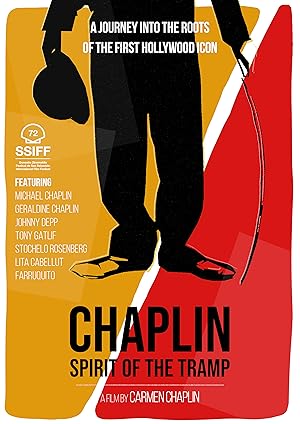 A JOURNEY INTO THE ROOTS
OF THE FIRST HOLLYWOOD ICON
72
SSIFF
FEATURING
MICHAEL CHAPLIN
GERALDINE CHAPLIN
JOHNNY DEPP
TONY GATLIF
STOCHELO ROSENBERG
LITA CABELLUT
FARRUQUITO
CHAPLIN
SPIRIT OF THE TRAMP
A FILM BY CARMEN CHAPLIN